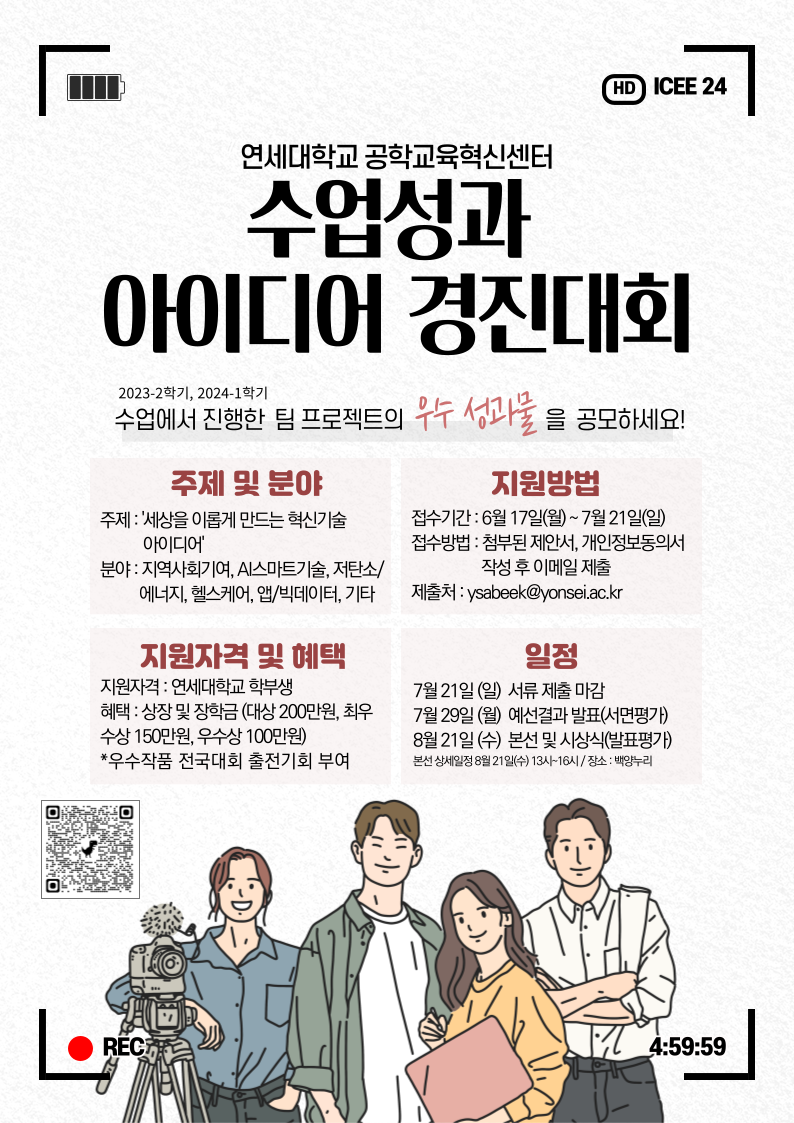 HD ICEE 24
연세대학교 공학교육혁신센터
수업성과
아이디어 경진대회
2023-2학기, 2024-1학기
수업에서 진행한 팀 프로젝트의 우수 성과물을 공모하세요!
주제 및 분야
주제 : '세상을 이롭게 만드는 혁신기술
아이디어'
분야 : 지역사회기여, AI스마트기술, 저탄소/
에너지, 헬스케어, 앱/빅데이터, 기타
지원방법
접수기간 : 6월 17일(월) ~ 7월 21일(일)
접수방법 : 첨부된 제안서, 개인정보동의서
작성 후 이메일 제출
제출처 : ysabeek@yonsei.ac.kr
지원자격 및 혜택
지원자격 : 연세대학교 학부생
혜택 : 상장 및 장학금 (대상 200만원, 최우
수상 150만원, 우수상 100만원)
*우수작품 전국대회 출전기회 부여
일정
7월 21일 (일) 서류 제출 마감
7월 29일 (월) 예선결과 발표(서면평가)
8월 21일 (수) 본선 및 시상식(발표평가)
본선 상세일정 8월 21일(수) 13시~16시 / 장소 : 백양누리
REC
4:59:59